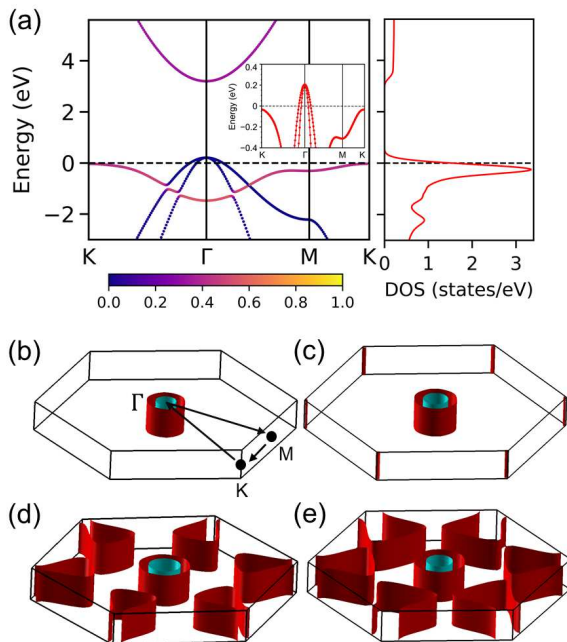 (a)
Energy (eV)
4
2
0
−2
K
Γ
M
K
Energy (eV)
0.4
0.2
0
−0.2
−0.4
K
Γ
M
K
0.0
0.2
0.4
0.6
0.8
1.0
0
1
2
3
DOS (states/eV)
(b)
Γ
M
K
(c)
(d)
(e)